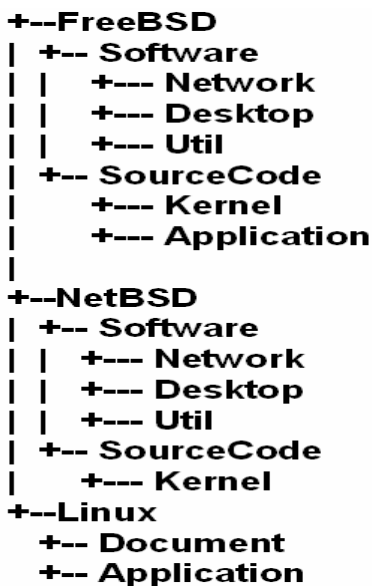 +--FreeBSD
| +-- Software
| | +--- Network
| | +--- Desktop
| | +--- Util
| +-- SourceCode
| +--- Kernel
| +--- Application
|
+--NetBSD
| +-- Software
| | +--- Network
| | +--- Desktop
| | +--- Util
| +-- SourceCode
| +--- Kernel
+--Linux
+-- Document
+-- Application